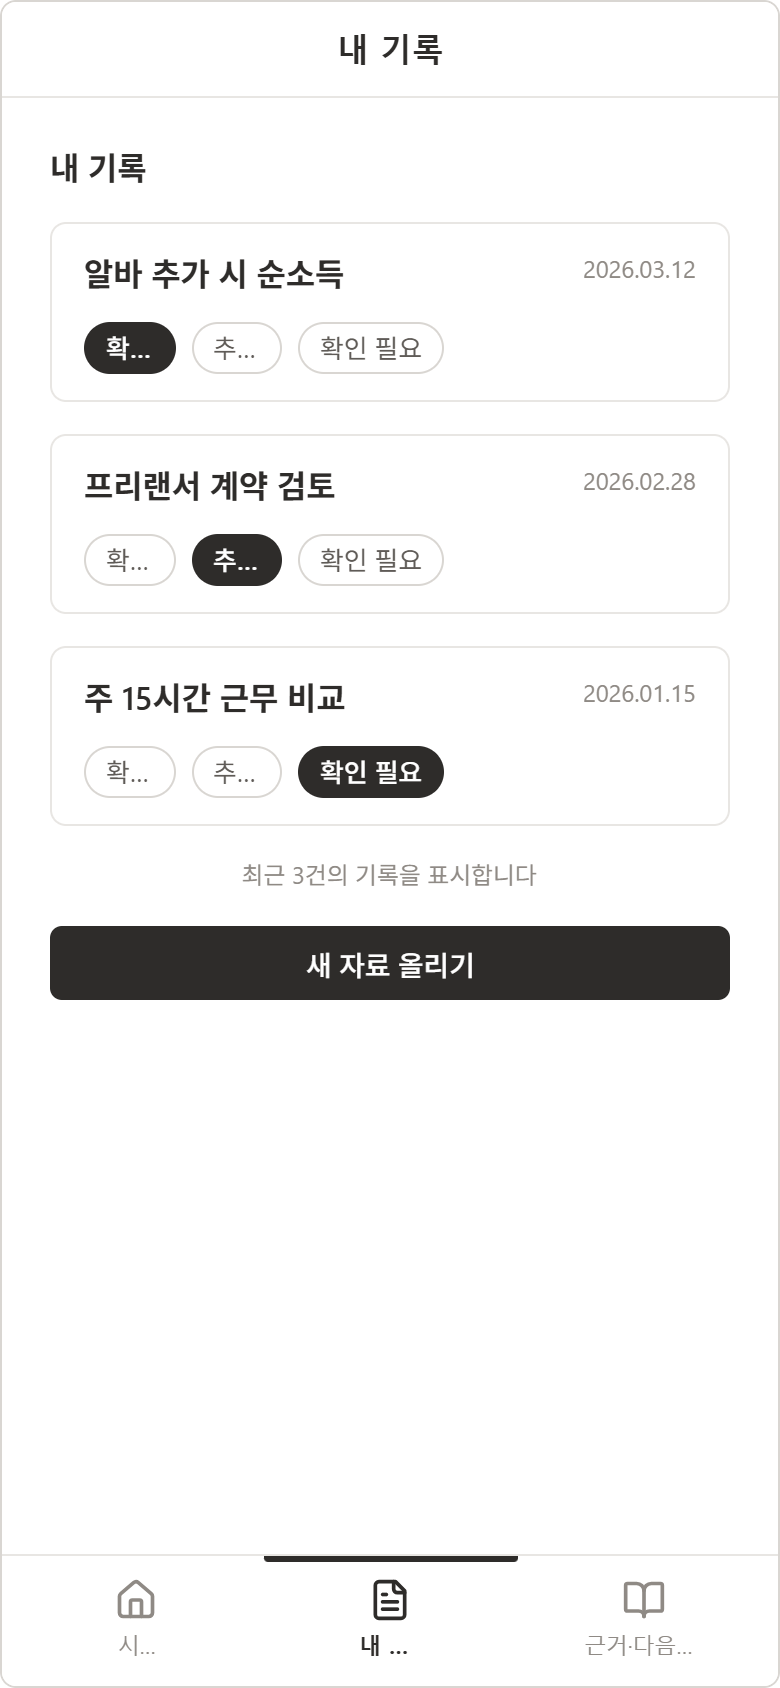 내 기록
내 기록
알바 추가 시 순소득 2026.03.12
확... 추... 확인 필요
프리랜서 계약 검토 2026.02.28
확... 추... 확인 필요
주 15시간 근무 비교 2026.01.15
확... 추... 확인 필요
최근 3건의 기록을 표시합니다
새 자료 올리기
시... 내 ... 근거·다음...